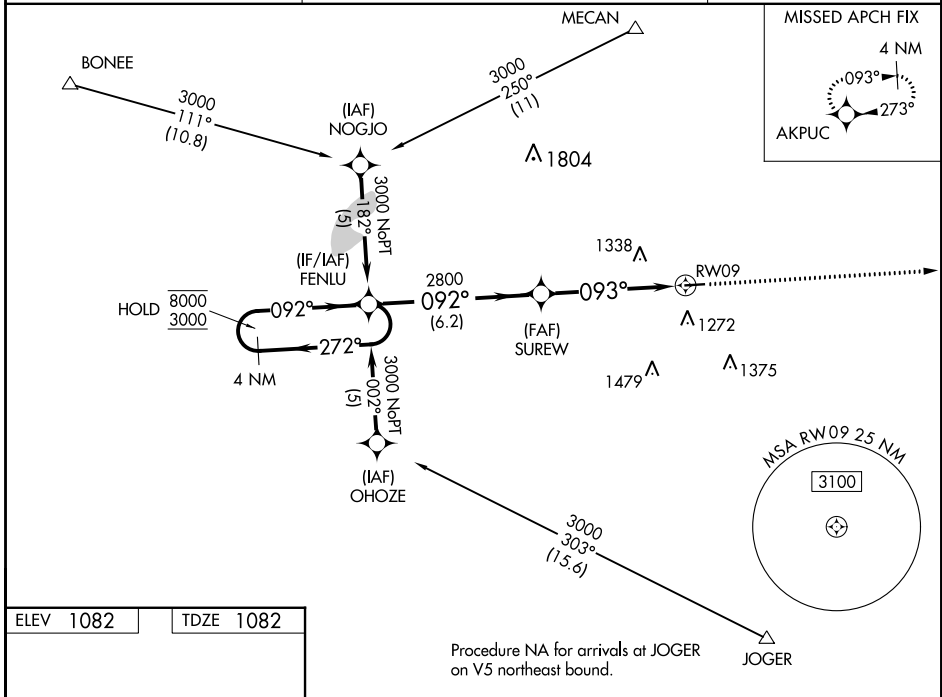 MECAN
MISSED APCH FIX
4 NM
093°
273°
AKPUC
BONEE
3000
111°
(10.8)
3000
250°
(11)
(IAF)
NOGJO
1804
3000 NoPT
182°
(5)
1338
RW09
(IF/IAF)
FENLU
2800
092°
(6.2)
093°
HOLD
8000
3000
092°
272°
4 NM
(FAF)
SUREW
1272
1479
1375
3000 NoPT
002°
(5)
(IAF)
OHOZE
MSA RW09 25 NM
3100
3000
303°
(15.6)
ELEV 1082
TDZE 1082
Procedure NA for arrivals at JOGER
on V5 northeast bound.
JOGER